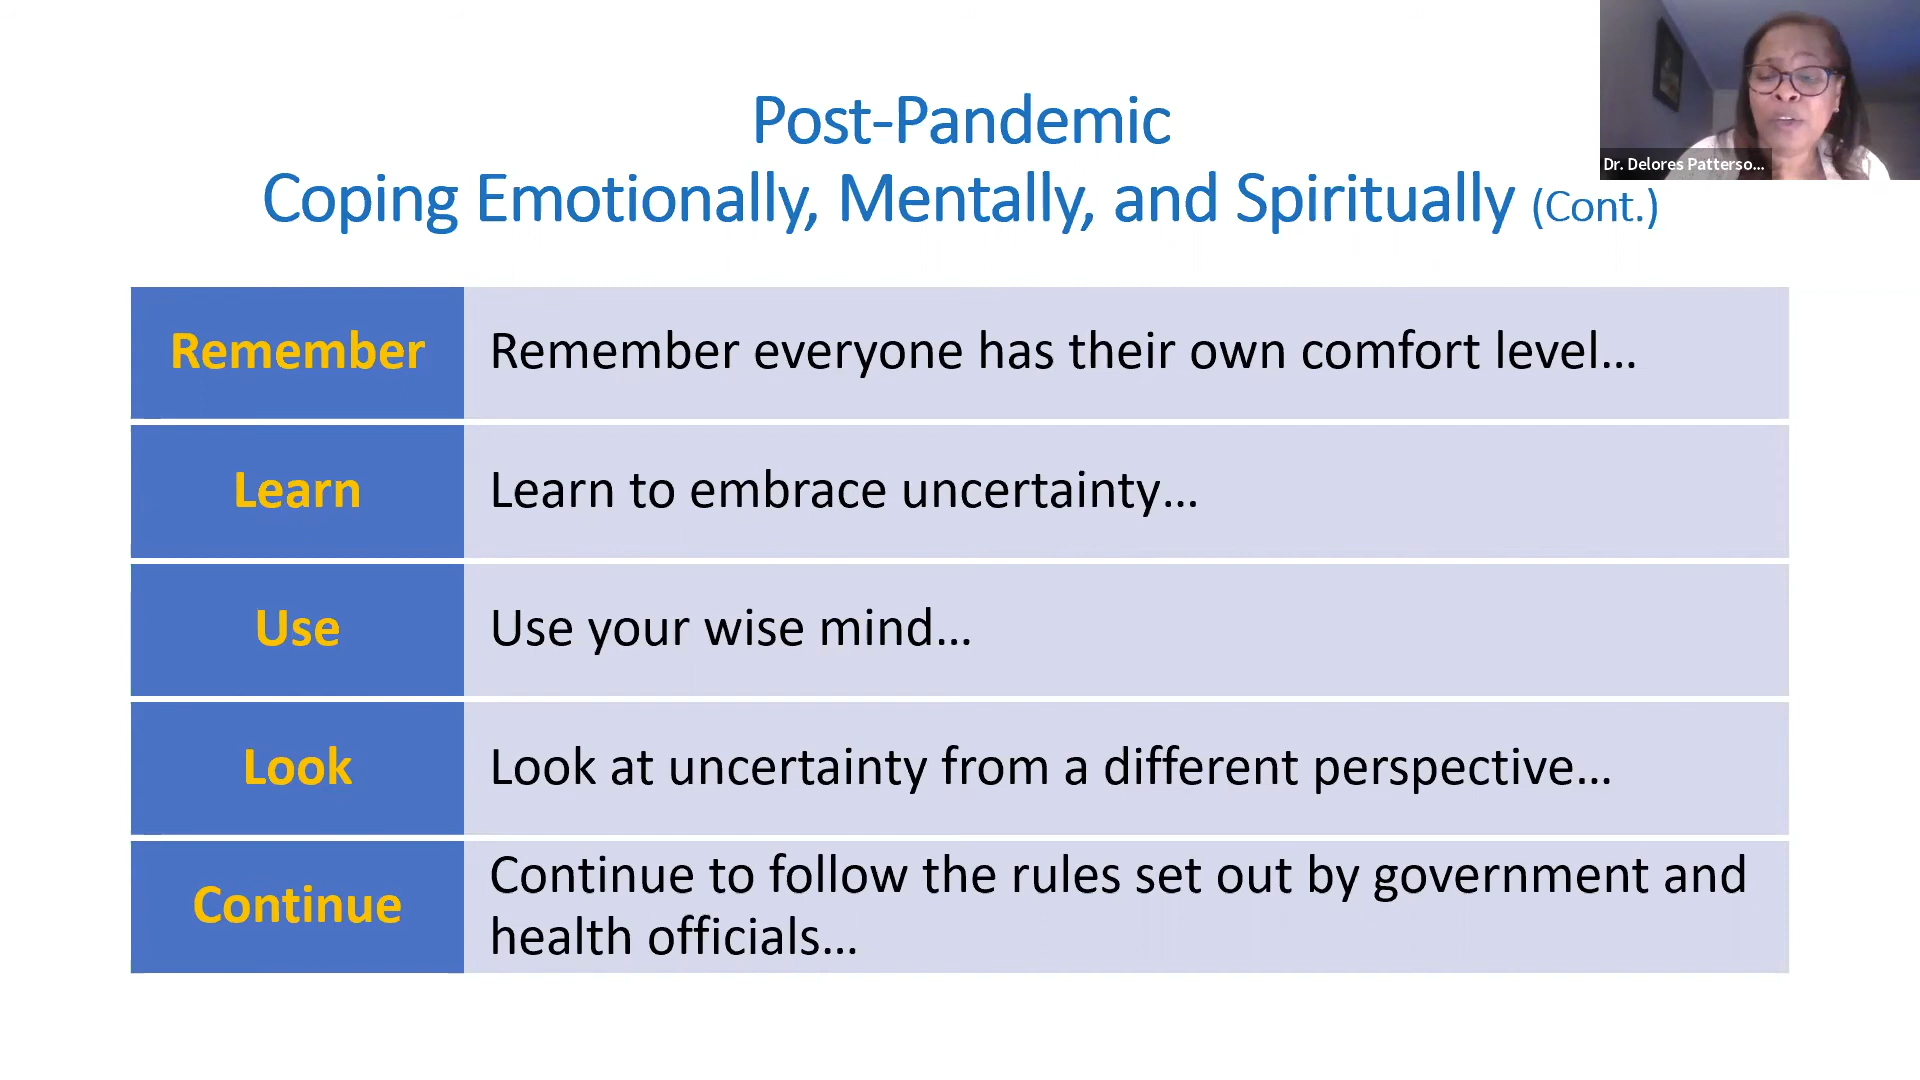 Post-Pandemic
Coping Emotionally, Mentally, and Spiritually (Cont.)
Dr. Delores Patterso...
Remember
Remember everyone has their own comfort level...
Learn
Learn to embrace uncertainty...
Use
Use your wise mind...
Look
Look at uncertainty from a different perspective...
Continue
Continue to follow the rules set out by government and
health officials...